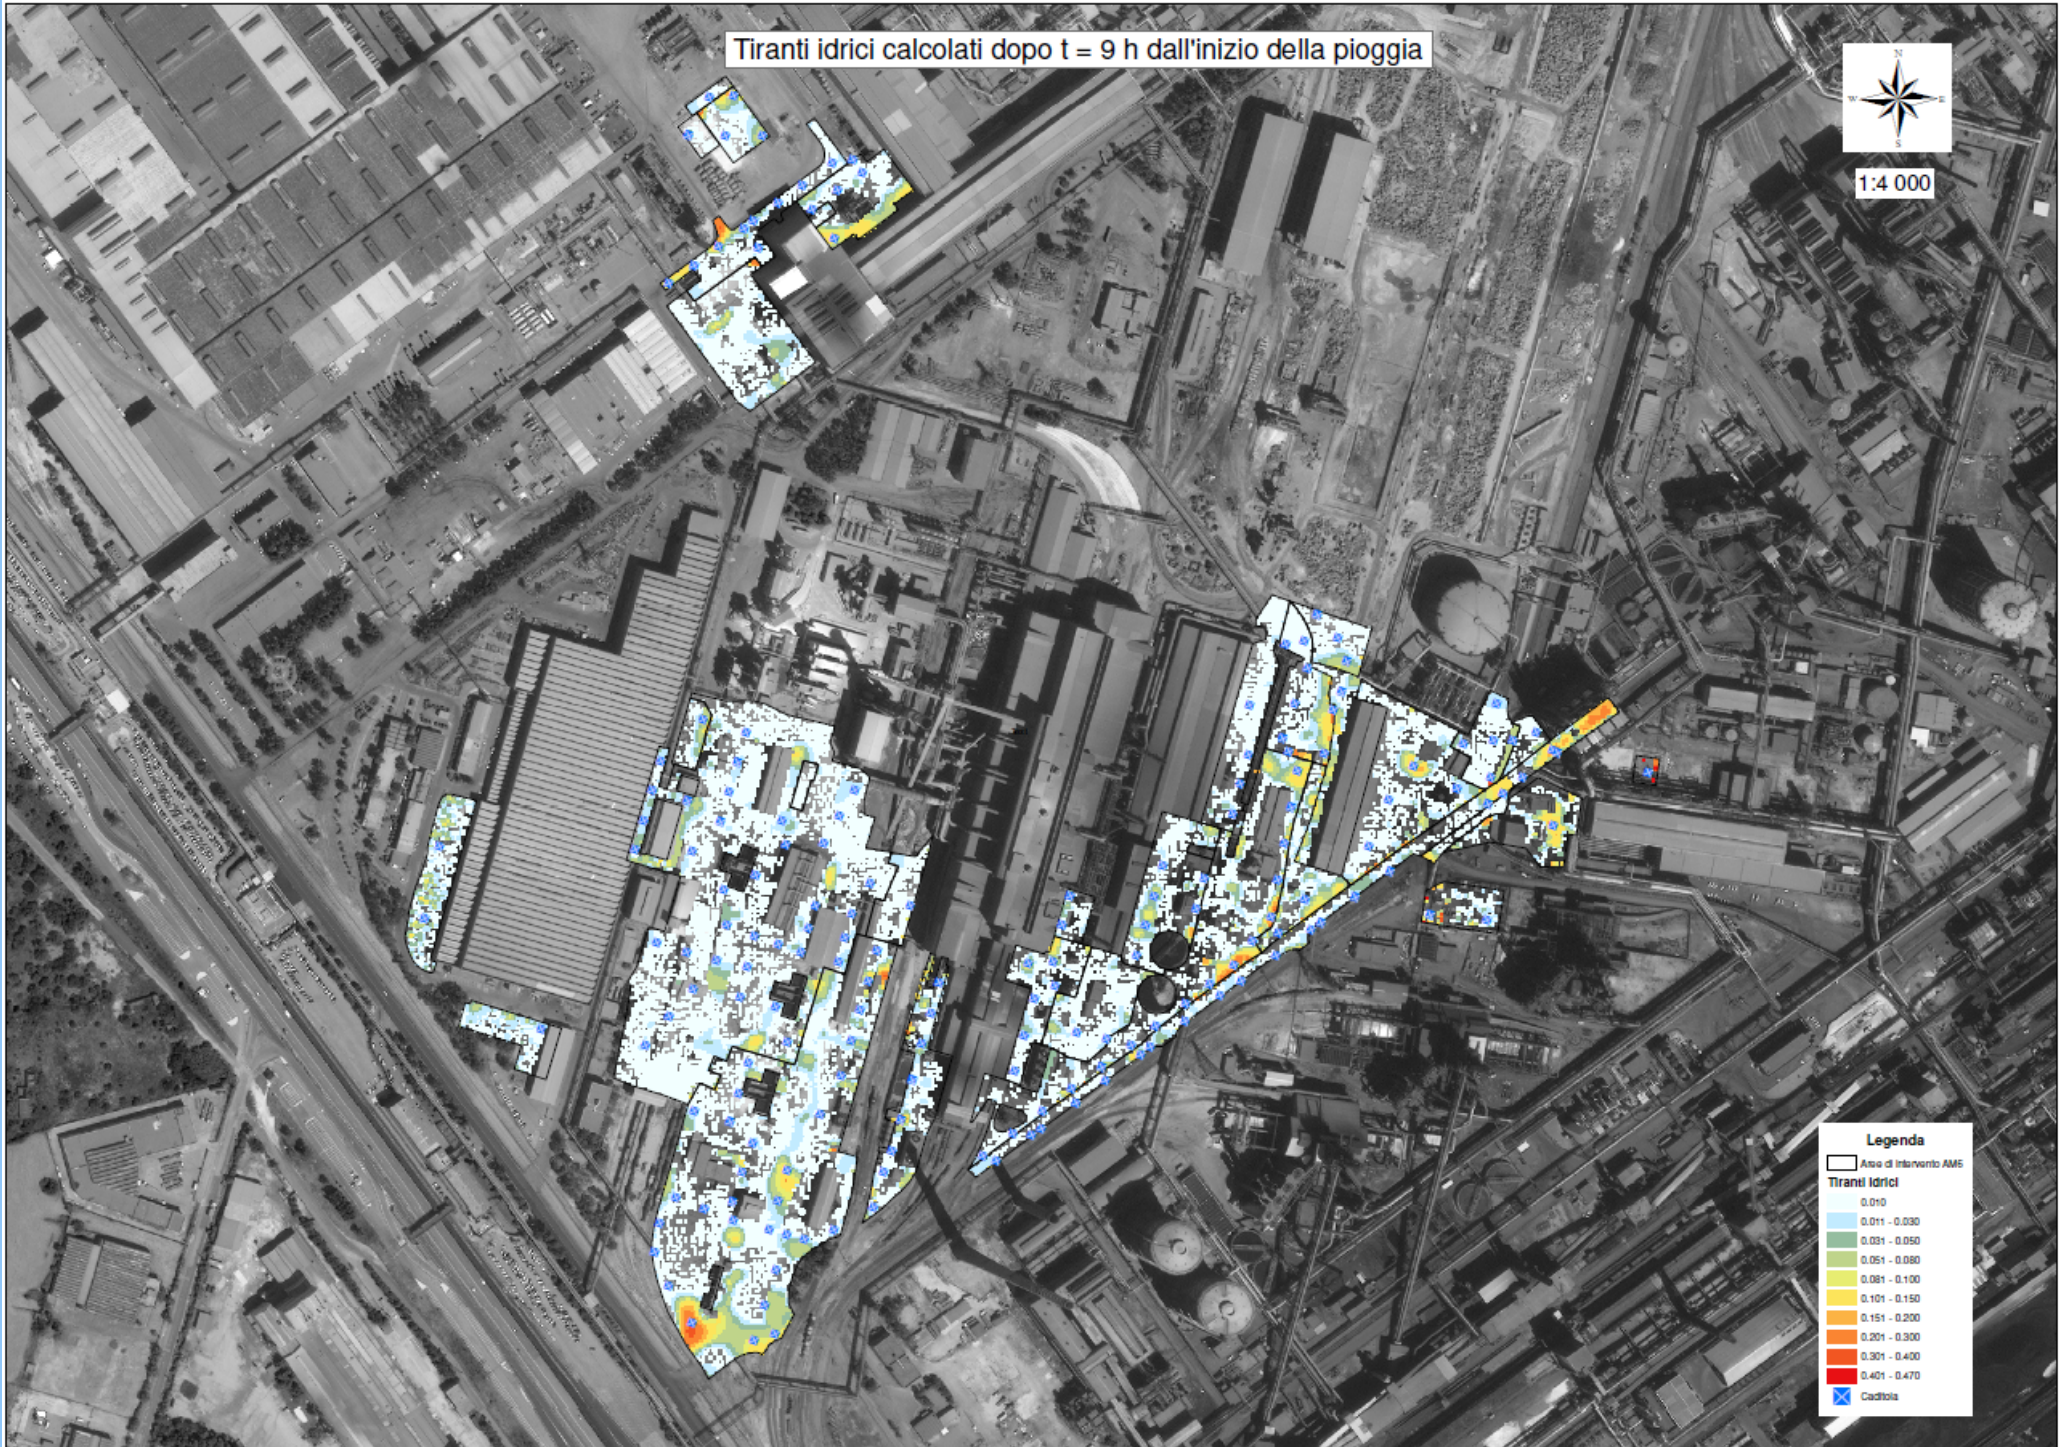 Tiranti idrici calcolati dopo t = 9 h dall'inizio della pioggia
N
W E
S
1:4 000
Legenda
Aree di Intervento AMI6
Tiranti Idrici
0.010
0.011 - 0.030
0.031 - 0.050
0.051 - 0.080
0.081 - 0.100
0.101 - 0.150
0.151 - 0.200
0.201 - 0.300
0.301 - 0.400
0.401 - 0.470
Caditoia